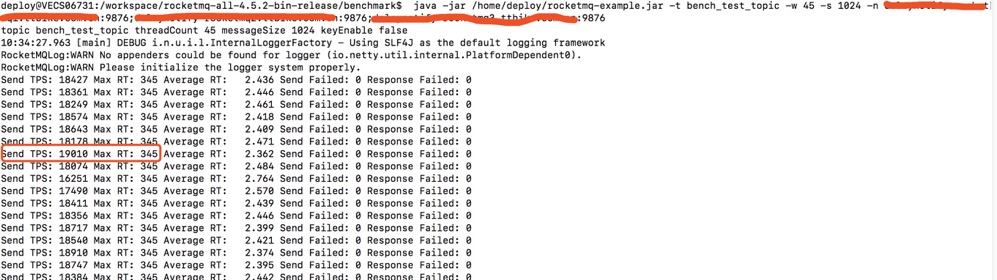 deploy@VECS06731:/workspace/rocketmq-all-4.5.2-bin-release/benchmark$ java -jar /home/deploy/rocketmq-example.jar -t bench_test_topic -w 45 -s 1024 -n
:9876; :9876; :9876
topic bench_test_topic threadCount 45 messageSize 1024 keyEnable false
10:34:27.963 [main] DEBUG i.n.u.i.l.InternalLoggerFactory - Using SLF4J as the default logging framework
RocketMQLog:WARN No appenders could be found for logger (io.netty.util.internal.PlatformDependent0).
RocketMQLog:WARN Please initialize the logger system properly.
Send TPS: 18427 Max RT: 345 Average RT: 2.436 Send Failed: 0 Response Failed: 0
Send TPS: 18361 Max RT: 345 Average RT: 2.446 Send Failed: 0 Response Failed: 0
Send TPS: 18249 Max RT: 345 Average RT: 2.461 Send Failed: 0 Response Failed: 0
Send TPS: 18574 Max RT: 345 Average RT: 2.418 Send Failed: 0 Response Failed: 0
Send TPS: 18643 Max RT: 345 Average RT: 2.409 Send Failed: 0 Response Failed: 0
Send TPS: 18178 Max RT: 345 Average RT: 2.471 Send Failed: 0 Response Failed: 0
Send TPS: 19010 Max RT: 345 Average RT: 2.362 Send Failed: 0 Response Failed: 0
Send TPS: 18074 Max RT: 345 Average RT: 2.484 Send Failed: 0 Response Failed: 0
Send TPS: 16251 Max RT: 345 Average RT: 2.764 Send Failed: 0 Response Failed: 0
Send TPS: 17490 Max RT: 345 Average RT: 2.570 Send Failed: 0 Response Failed: 0
Send TPS: 18411 Max RT: 345 Average RT: 2.439 Send Failed: 0 Response Failed: 0
Send TPS: 18356 Max RT: 345 Average RT: 2.446 Send Failed: 0 Response Failed: 0
Send TPS: 18717 Max RT: 345 Average RT: 2.399 Send Failed: 0 Response Failed: 0
Send TPS: 18540 Max RT: 345 Average RT: 2.421 Send Failed: 0 Response Failed: 0
Send TPS: 18910 Max RT: 345 Average RT: 2.374 Send Failed: 0 Response Failed: 0
Send TPS: 18747 Max RT: 345 Average RT: 2.395 Send Failed: 0 Response Failed: 0
Send TPS: 18384 Max RT: 345 Average RT: 2.442 Send Failed: 0 Response Failed: 0